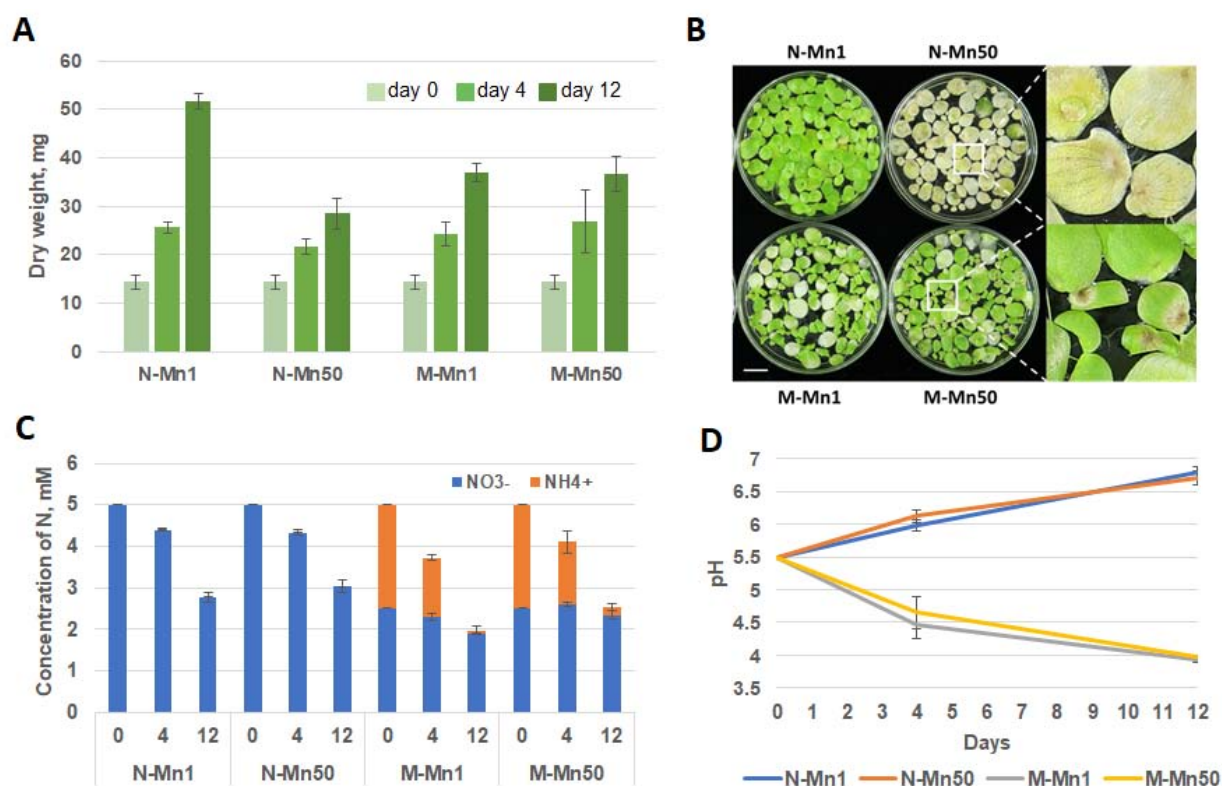 A
60
50
40
30
20
10
0
Dry weight, mg
day 0 day 4 day 12
N-Mn1 N-Mn50 M-Mn1 M-Mn50
B
N-Mn1 N-Mn50
M-Mn1 M-Mn50
C
6
5
4
3
2
1
0
Concentration of N, mM
NO3- NH4+
0 4 12 0 4 12 0 4 12 0 4 12
N-Mn1 N-Mn50 M-Mn1 M-Mn50
D
7
6.5
6
5.5
5
4.5
4
3.5
pH
0 1 2 3 4 5 6 7 8 9 10 11 12
Days
N-Mn1 N-Mn50 M-Mn1 M-Mn50